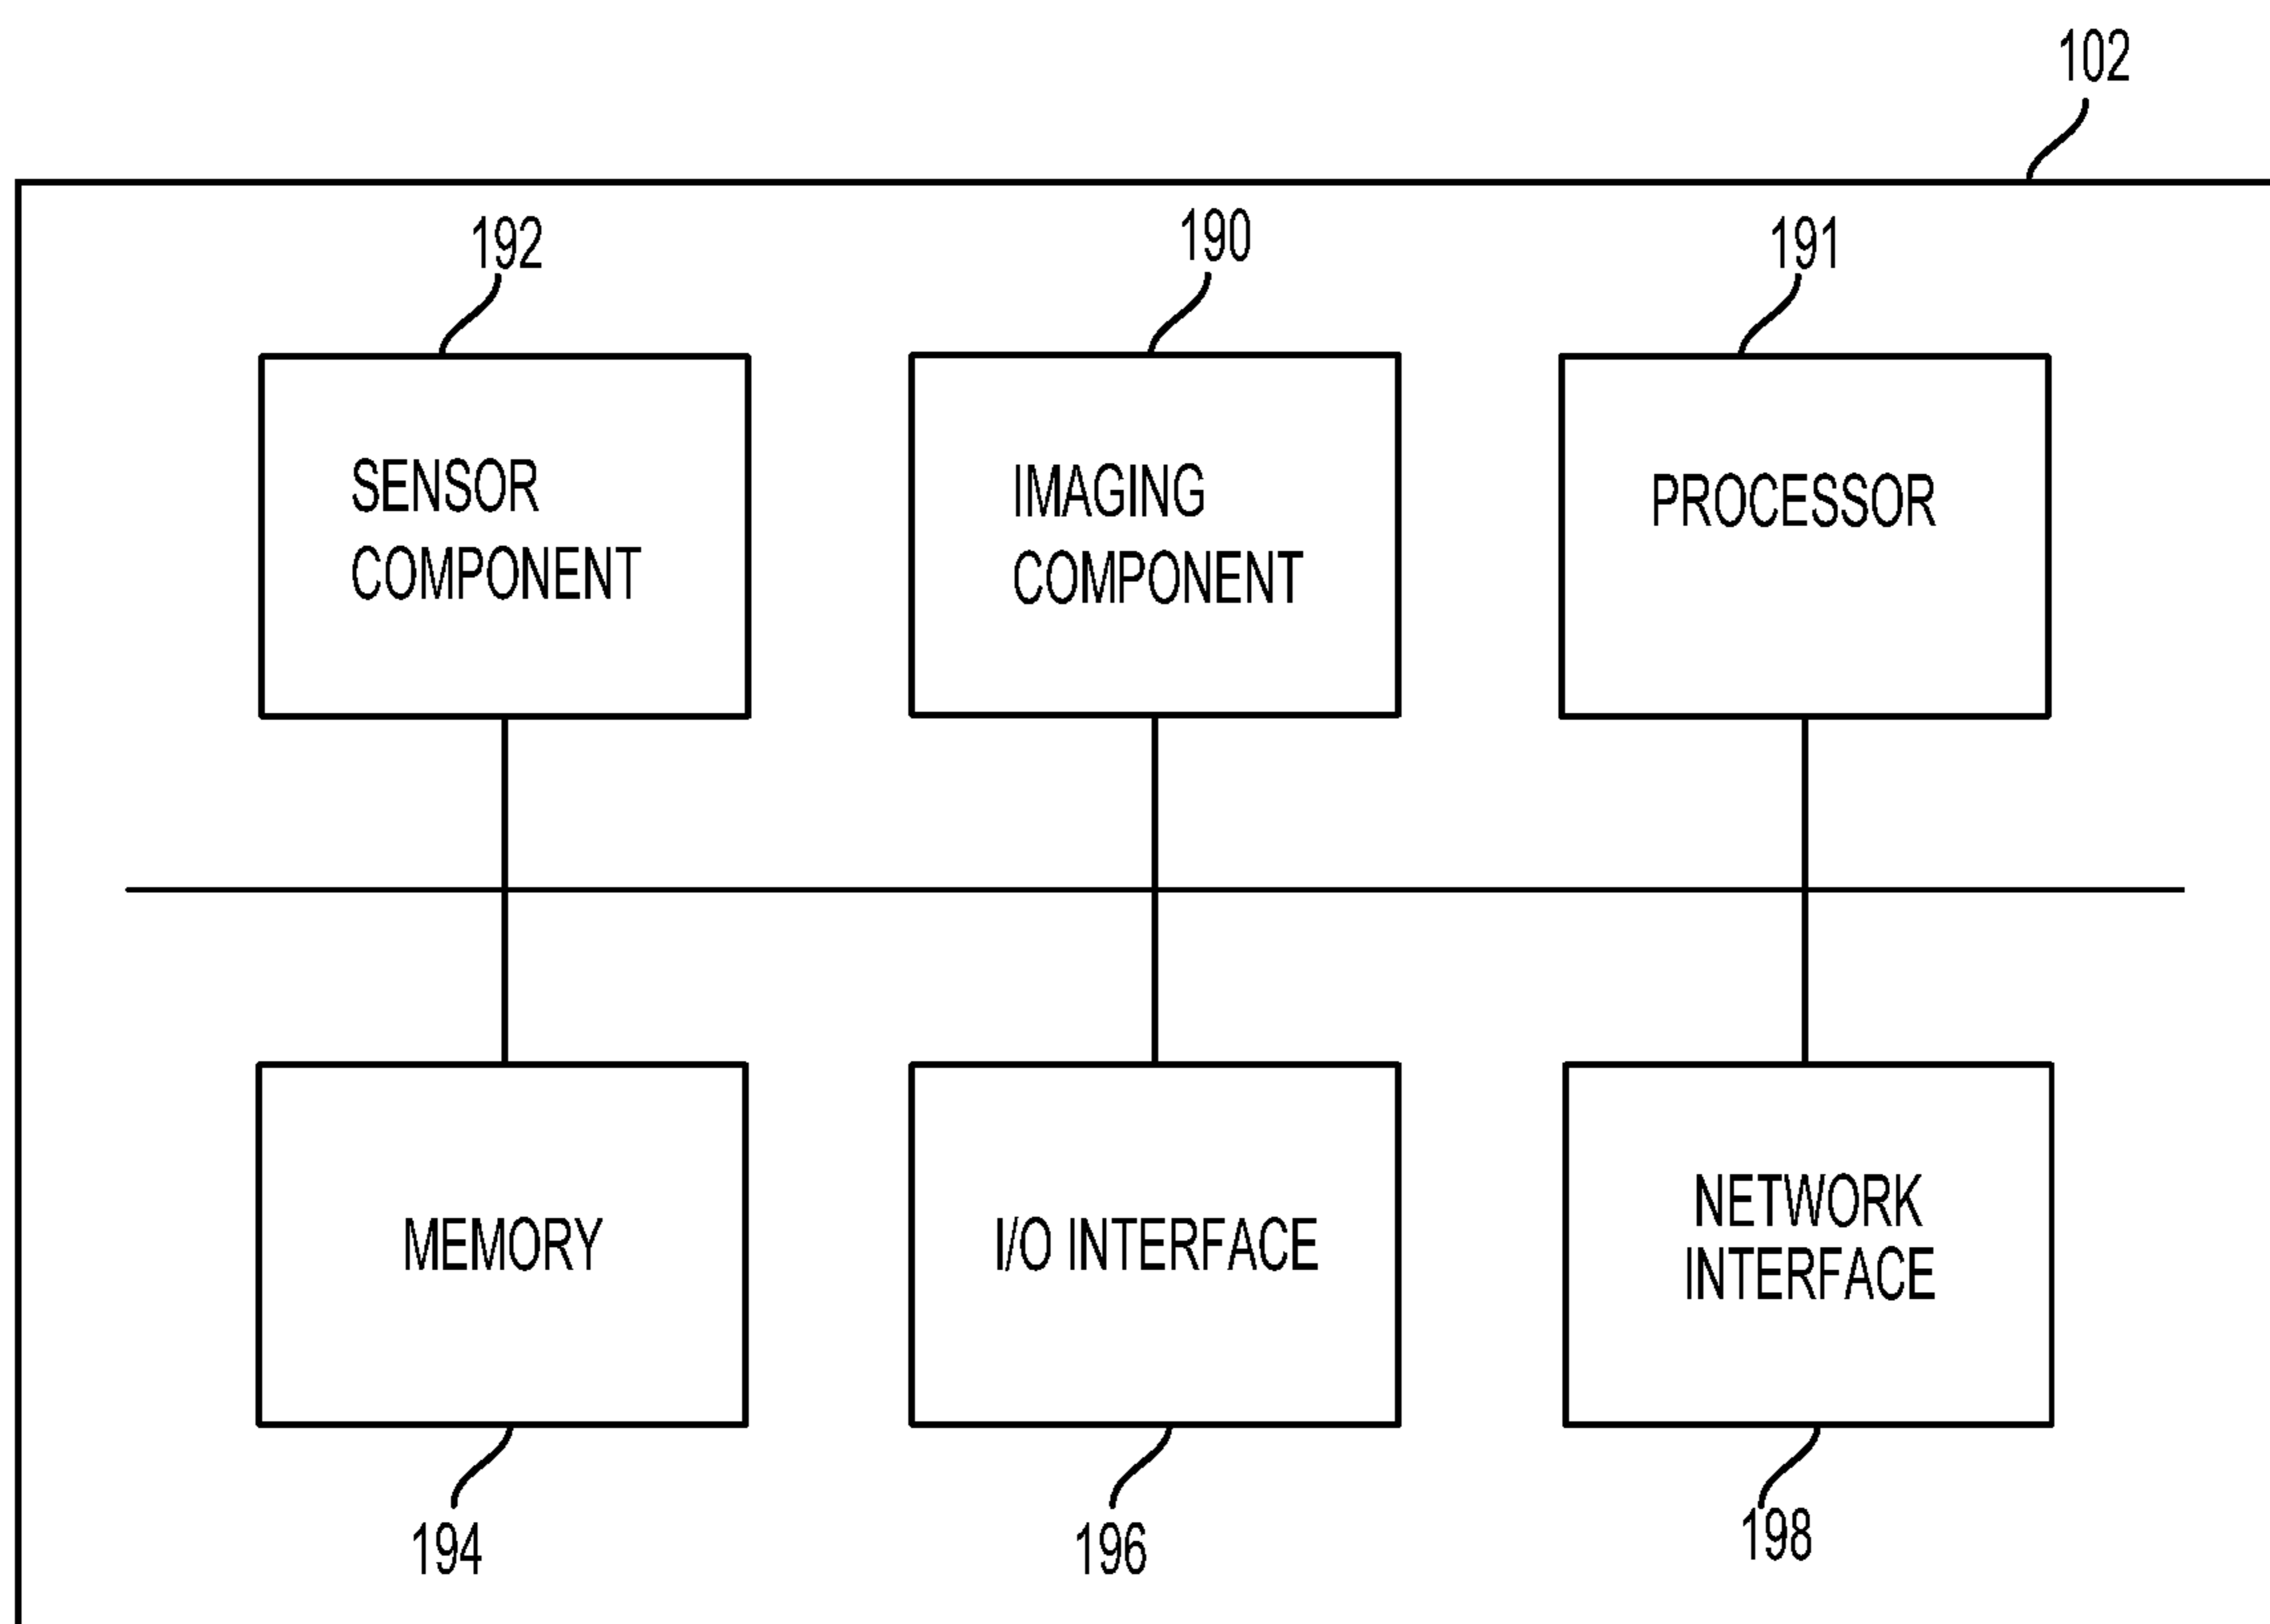 102
192
190
191
SENSOR
COMPONENT
IMAGING
COMPONENT
PROCESSOR
MEMORY
I/O INTERFACE
NETWORK
INTERFACE
194
196
198